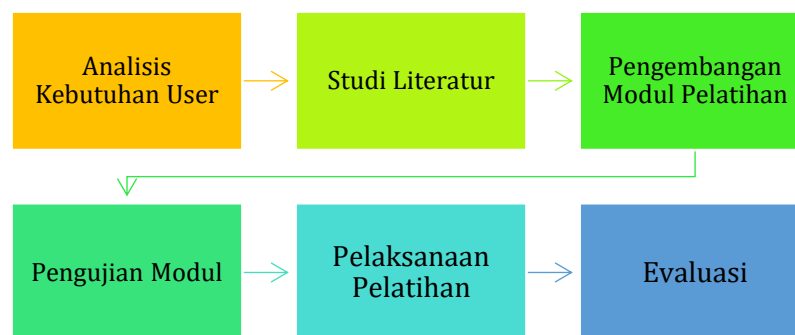 Analisis
Kebutuhan User
Studi Literatur
Pengembangan
Modul Pelatihan
Pengujian Modul
Pelaksanaan
Pelatihan
Evaluasi